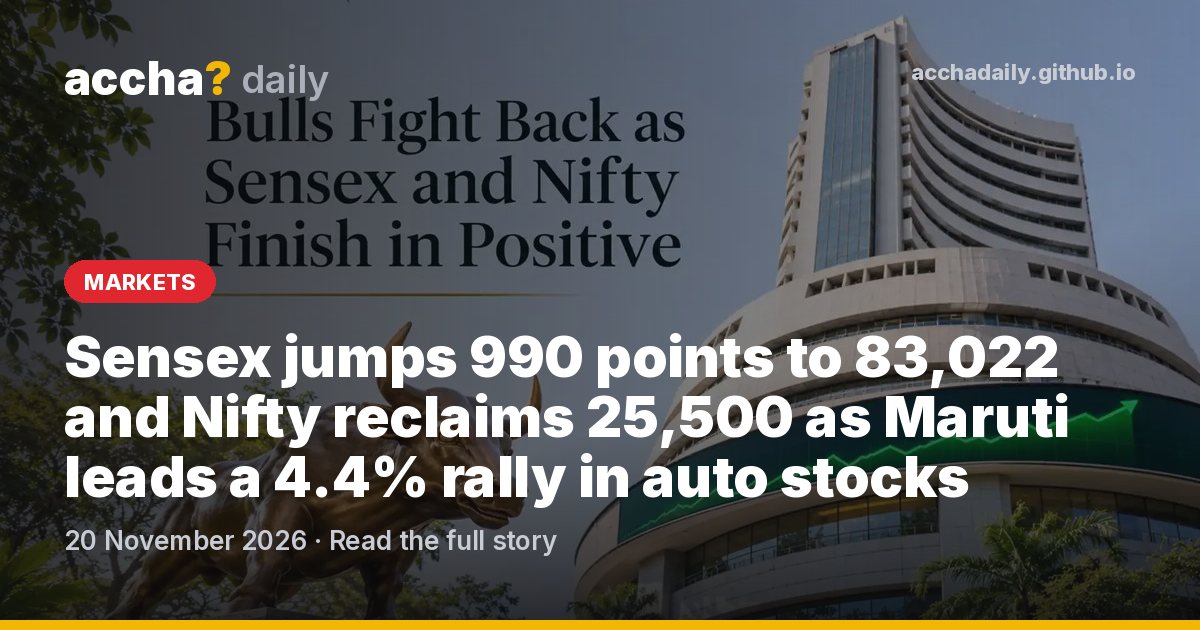 accha? daily
acchadaily.github.io
Bulls Fight Back as
Sensex and Nifty
Finish in Positive
MARKETS
Sensex jumps 990 points to 83,022
and Nifty reclaims 25,500 as Maruti
leads a 4.4% rally in auto stocks
20 November 2026 · Read the full story